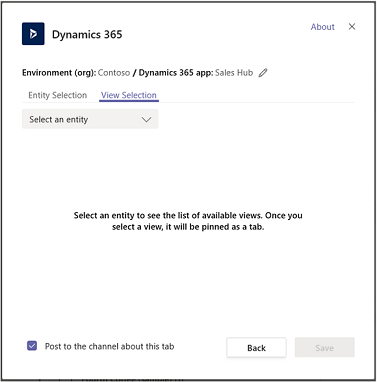 Dynamics 365
About
Environment (org): Contoso / Dynamics 365 app: Sales Hub
Entity Selection
View Selection
Select an entity
Select an entity to see the list of available views. Once you
select a view, it will be pinned as a tab.
Post to the channel about this tab
Back
Save